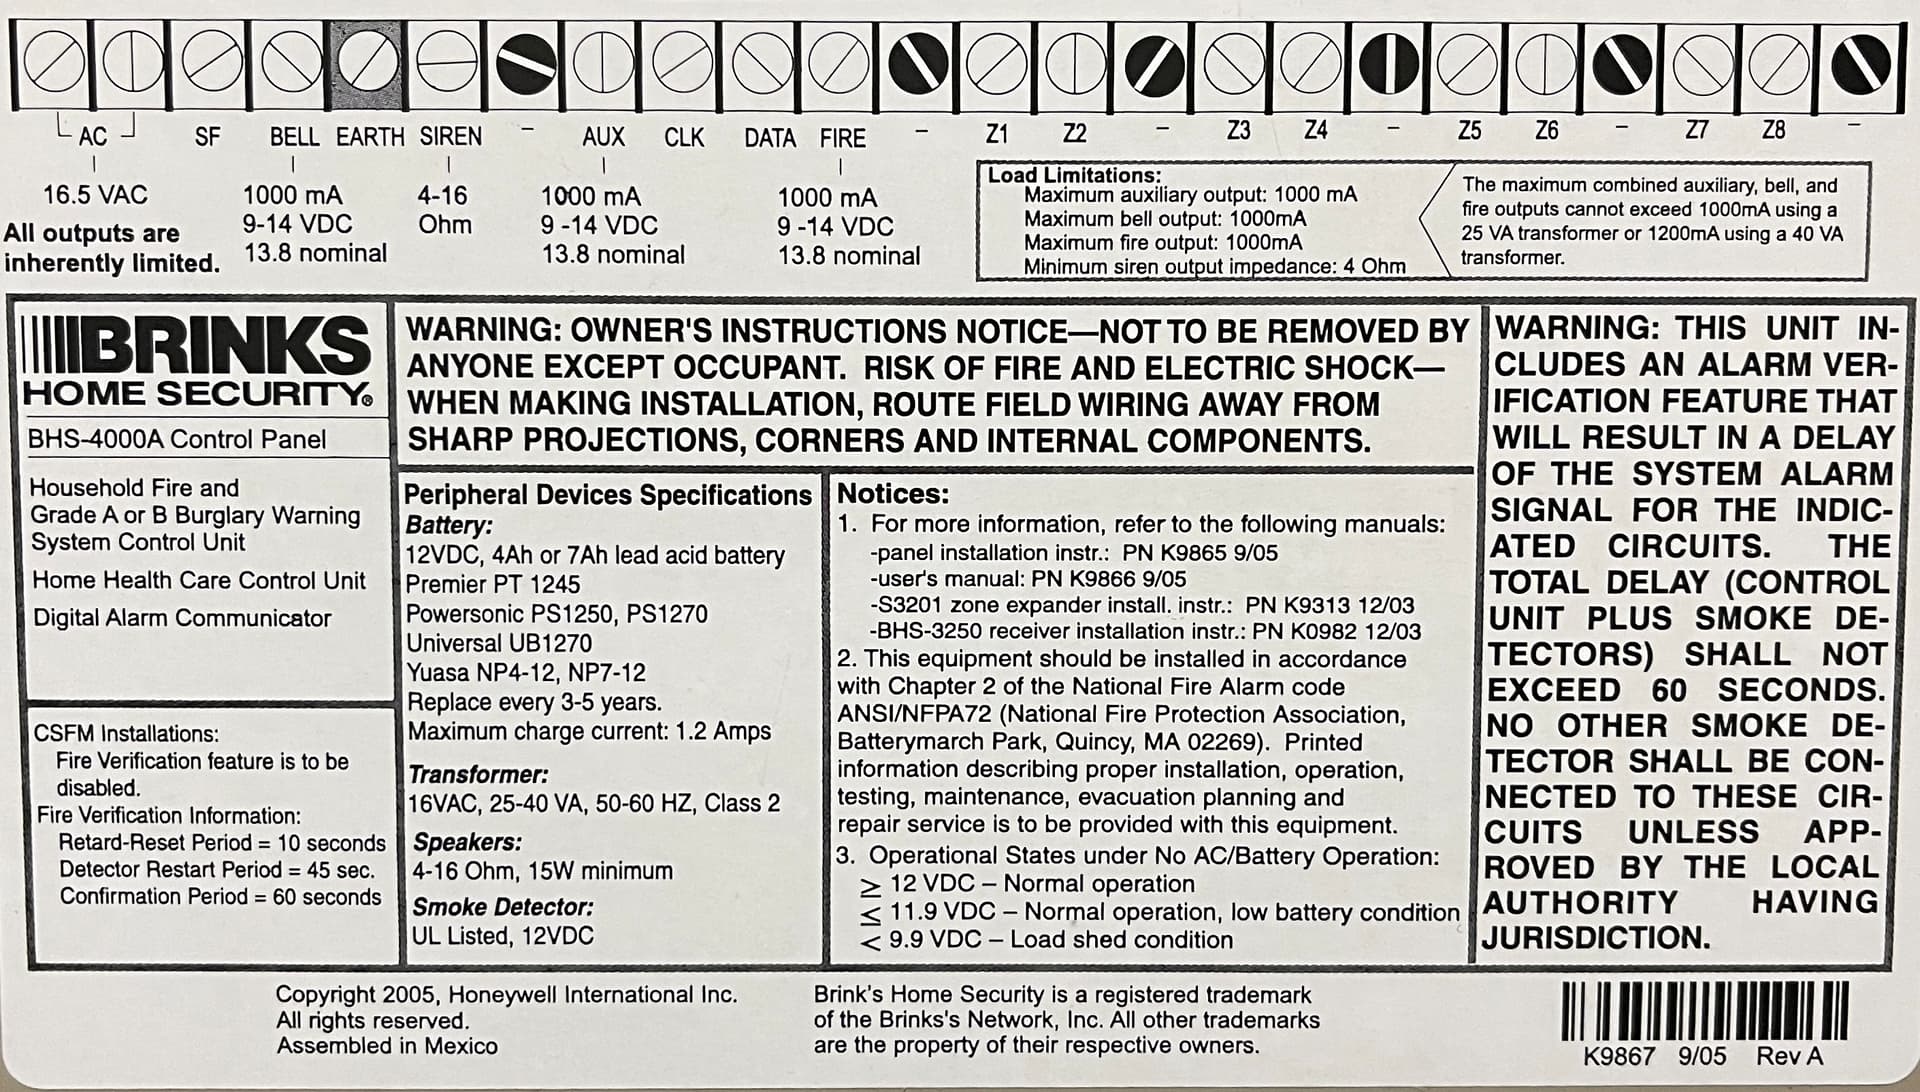 AC SF BELL EARTH SIREN – AUX CLK DATA FIRE – Z1 Z2 – Z3 Z4 – Z5 Z6 – Z7 Z8 –
16.5 VAC
All outputs are
inherently limited.
1000 mA
9-14 VDC
13.8 nominal
4-16
Ohm
1000 mA
9 -14 VDC
13.8 nominal
1000 mA
9 -14 VDC
13.8 nominal
Load Limitations:
Maximum auxiliary output: 1000 mA
Maximum bell output: 1000mA
Maximum fire output: 1000mA
Minimum siren output impedance: 4 Ohm
The maximum combined auxiliary, bell, and
fire outputs cannot exceed 1000mA using a
25 VA transformer or 1200mA using a 40 VA
transformer.
BRINKS
HOME SECURITY®
BHS-4000A Control Panel
Household Fire and
Grade A or B Burglary Warning
System Control Unit
Home Health Care Control Unit
Digital Alarm Communicator
CSFM Installations:
Fire Verification feature is to be
disabled.
Fire Verification Information:
Retard-Reset Period = 10 seconds
Detector Restart Period = 45 sec.
Confirmation Period = 60 seconds
WARNING: OWNER'S INSTRUCTIONS NOTICE—NOT TO BE REMOVED BY
ANYONE EXCEPT OCCUPANT. RISK OF FIRE AND ELECTRIC SHOCK—
WHEN MAKING INSTALLATION, ROUTE FIELD WIRING AWAY FROM
SHARP PROJECTIONS, CORNERS AND INTERNAL COMPONENTS.
Peripheral Devices Specifications
Battery:
12VDC, 4Ah or 7Ah lead acid battery
Premier PT 1245
Powersonic PS1250, PS1270
Universal UB1270
Yuasa NP4-12, NP7-12
Replace every 3-5 years.
Maximum charge current: 1.2 Amps
Transformer:
16VAC, 25-40 VA, 50-60 HZ, Class 2
Speakers:
4-16 Ohm, 15W minimum
Smoke Detector:
UL Listed, 12VDC
Notices:
1. For more information, refer to the following manuals:
-panel installation instr.: PN K9865 9/05
-user's manual: PN K9866 9/05
-S3201 zone expander install. instr.: PN K9313 12/03
-BHS-3250 receiver installation instr.: PN K0982 12/03
2. This equipment should be installed in accordance
with Chapter 2 of the National Fire Alarm code
ANSI/NFPA72 (National Fire Protection Association,
Batterymarch Park, Quincy, MA 02269). Printed
information describing proper installation, operation,
testing, maintenance, evacuation planning and
repair service is to be provided with this equipment.
3. Operational States under No AC/Battery Operation:
≥ 12 VDC – Normal operation
≤ 11.9 VDC – Normal operation, low battery condition
< 9.9 VDC – Load shed condition
WARNING: THIS UNIT IN-
CLUDES AN ALARM VER-
IFICATION FEATURE THAT
WILL RESULT IN A DELAY
OF THE SYSTEM ALARM
SIGNAL FOR THE INDIC-
ATED CIRCUITS. THE
TOTAL DELAY (CONTROL
UNIT PLUS SMOKE DE-
TECTORS) SHALL NOT
EXCEED 60 SECONDS.
NO OTHER SMOKE DE-
TECTOR SHALL BE CON-
NECTED TO THESE CIR-
CUITS UNLESS APP-
ROVED BY THE LOCAL
AUTHORITY HAVING
JURISDICTION.
Copyright 2005, Honeywell International Inc.
All rights reserved.
Assembled in Mexico
Brink's Home Security is a registered trademark
of the Brinks's Network, Inc. All other trademarks
are the property of their respective owners.
K9867 9/05 Rev A